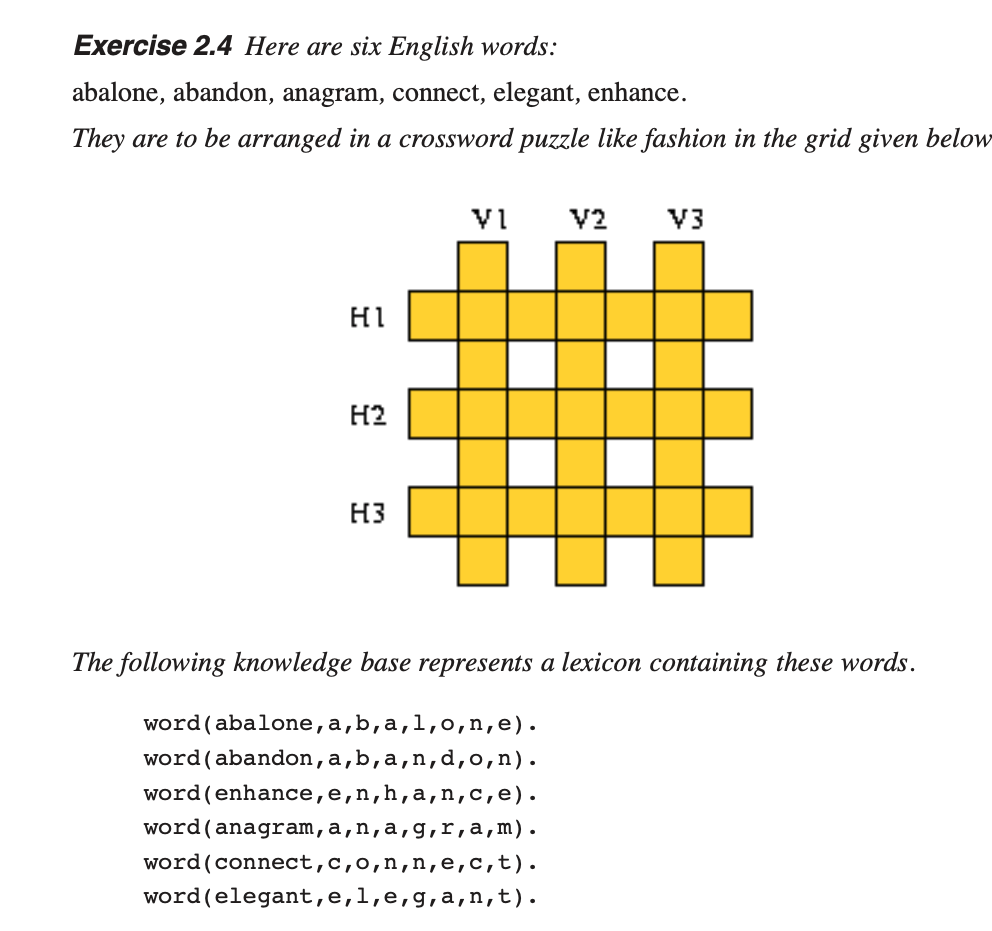 Exercise 2.4 Here are six English words:
abalone, abandon, anagram, connect, elegant, enhance.
They are to be arranged in a crossword puzzle like fashion in the grid given below
V1 V2 V3
H1
H2
H3
The following knowledge base represents a lexicon containing these words.
word(abalone,a,b,a,l,o,n,e).
word(abandon,a,b,a,n,d,o,n).
word(enhance,e,n,h,a,n,c,e).
word(anagram,a,n,a,g,r,a,m).
word(connect,c,o,n,n,e,c,t).
word(elegant,e,l,e,g,a,n,t).